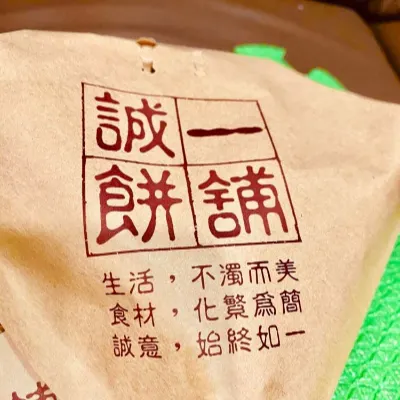 誠一
餅舖
生活，不濁而美
食材，化繁為簡
誠意，始終如一